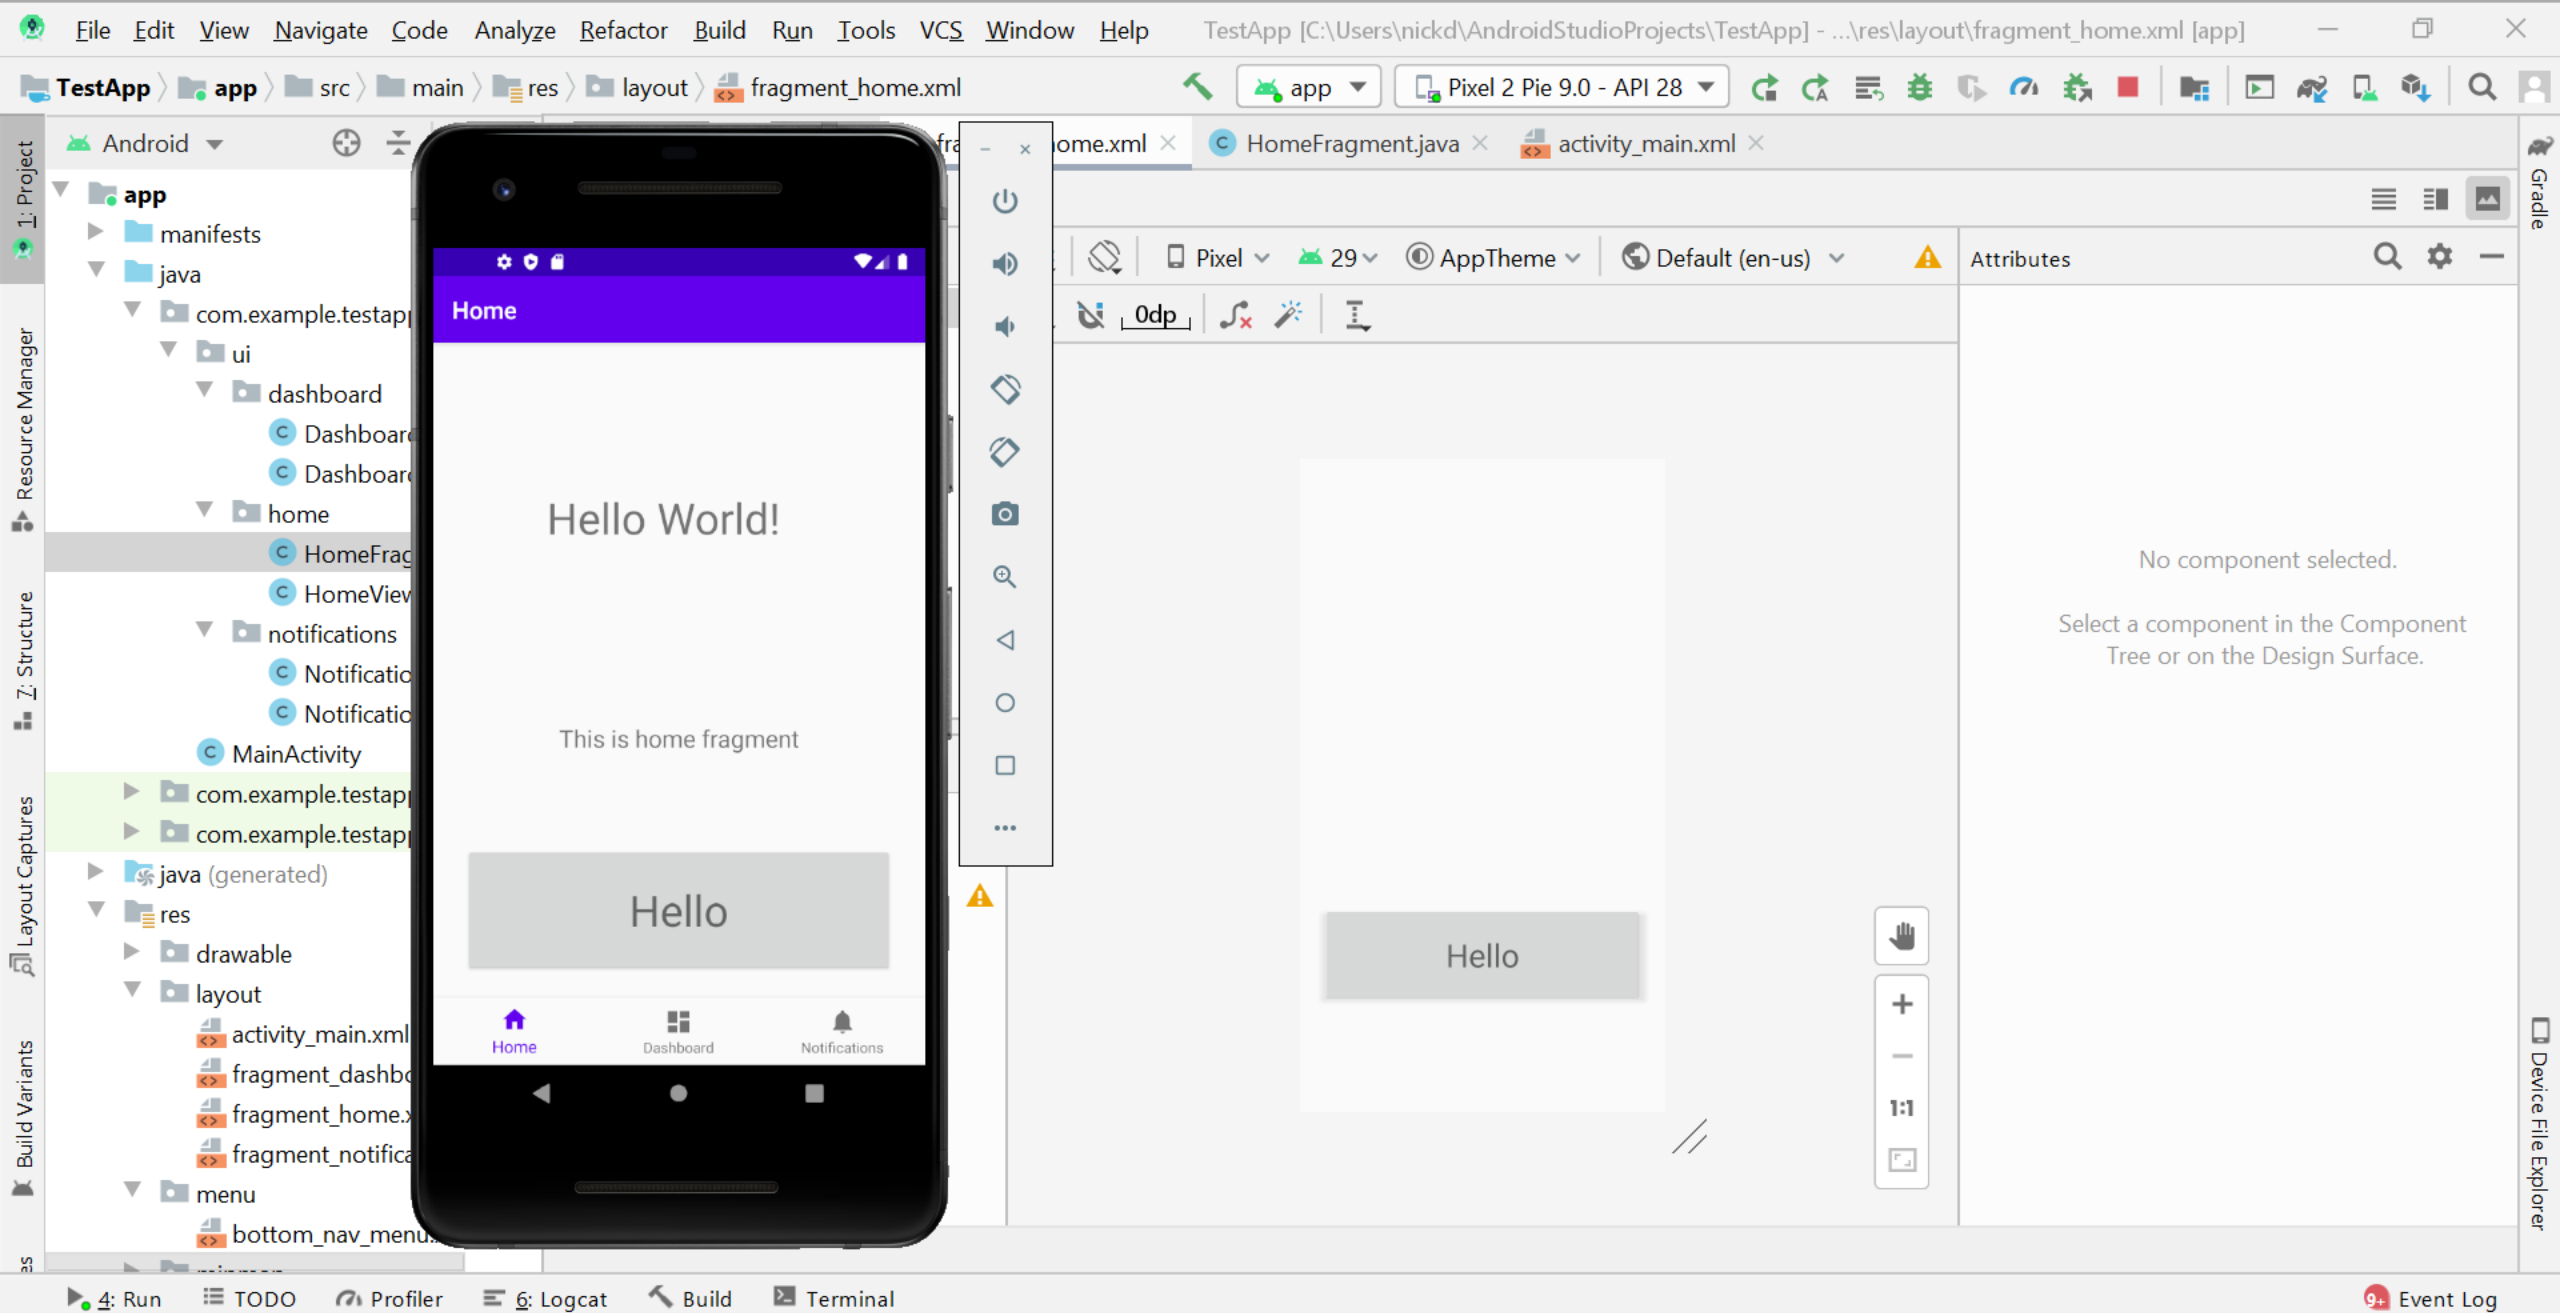 File Edit View Navigate Code Analyze Refactor Build Run Tools VCS Window Help TestApp [C:\Users\nickd\AndroidStudioProjects\TestApp] - ...\res\layout\fragment_home.xml [app]
TestApp app src main res layout fragment_home.xml app Pixel 2 Pie 9.0 - API 28
Android
HomeFragment.java activity_main.xml
ome.xml
1: Project
Resource Manager
7: Structure
Layout Captures
Build Variants
app
manifests
java
com.example.testapp
ui
dashboard
Dashboar
Dashboar
home
HomeFrag
HomeView
notifications
Notificatio
Notificatio
MainActivity
com.example.testapp
com.example.testapp
java (generated)
res
drawable
layout
activity_main.xml
fragment_dashbo
fragment_home.x
fragment_notifica
menu
bottom_nav_menu.
Home
Hello World!
This is home fragment
Hello
Home Dashboard Notifications
Pixel 29 AppTheme Default (en-us)
0dp
Hello
1:1
Attributes
No component selected.
Select a component in the Component
Tree or on the Design Surface.
Gradle
Device File Explorer
4: Run TODO Profiler 6: Logcat Build Terminal 9+ Event Log